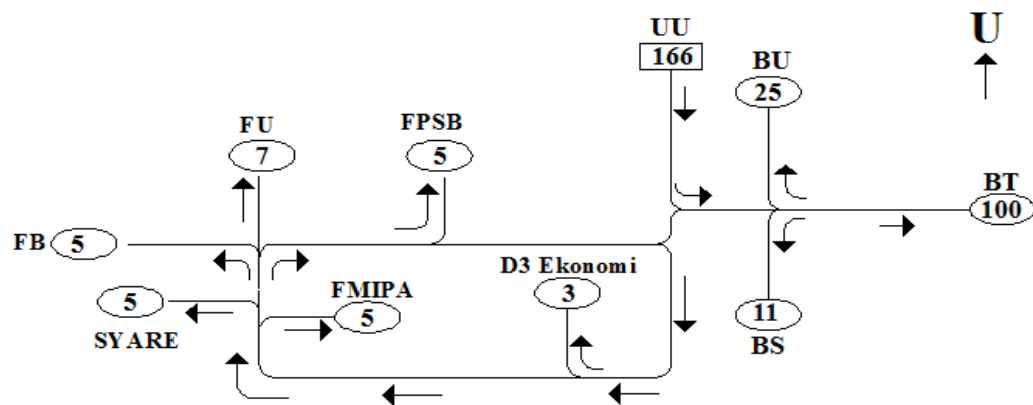 U
UU
166
BU
25
FU
7
FPSB
5
BT
100
FB 5
D3 Ekonomi
3
5
SYARE
FMIPA
5
11
BS